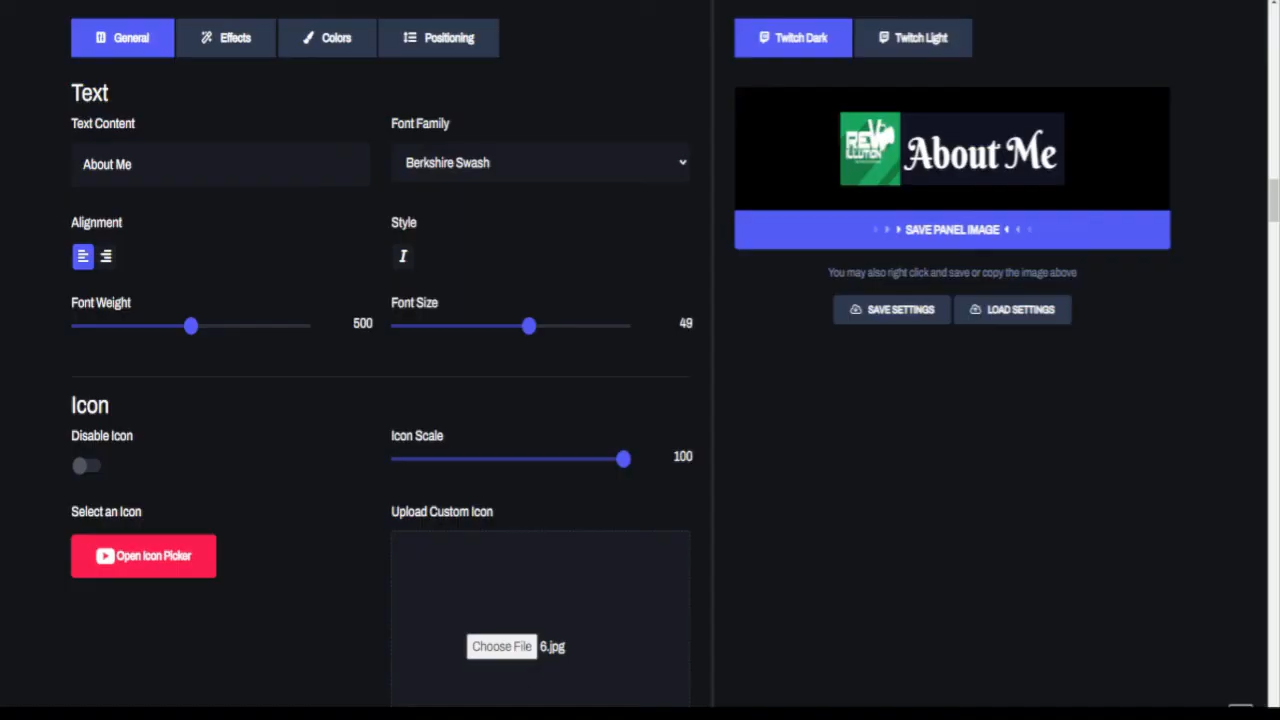 General Effects Colors Positioning
Text
Text Content Font Family
About Me Berkshire Swash
Alignment Style
I
Font Weight Font Size
500 49
Icon
Disable Icon Icon Scale
100
Select an Icon Upload Custom Icon
Open Icon Picker
Choose File 6.jpg
Twitch Dark Twitch Light
REV
ILLUTION
About Me
SAVE PANEL IMAGE
You may also right click and save or copy the image above
SAVE SETTINGS LOAD SETTINGS